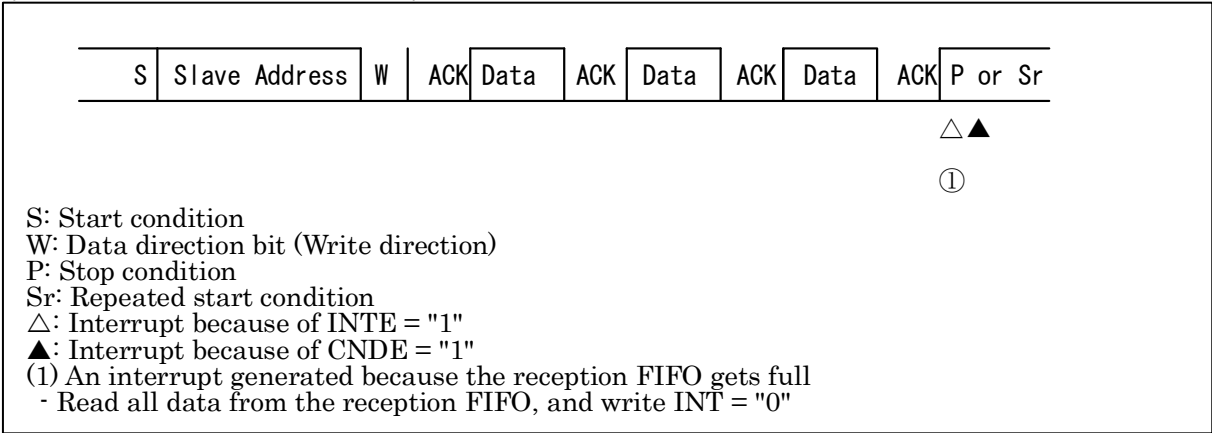 S Slave Address W ACK Data ACK Data ACK Data ACK P or Sr
△▲
①
S: Start condition
W: Data direction bit (Write direction)
P: Stop condition
Sr: Repeated start condition
△: Interrupt because of INTE = "1"
▲: Interrupt because of CNDE = "1"
(1) An interrupt generated because the reception FIFO gets full
- Read all data from the reception FIFO, and write INT = "0"